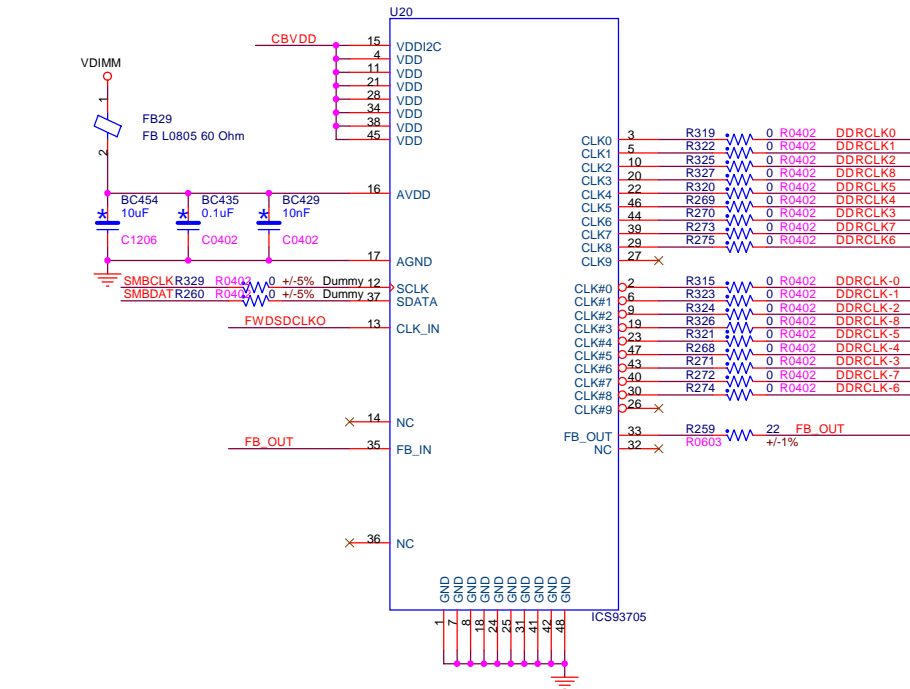 U20
CBVDD 15 VDDI2C
4 VDD
11 VDD
21 VDD
28 VDD
34 VDD
38 VDD
45 VDD
VDIMM
1
FB29
FB L0805 60 Ohm
2
16 AVDD
BC454 BC435 BC429
10uF 0.1uF 10nF
* * *
C1206 C0402 C0402
17 AGND
SMBCLK R329 R0402 0 +/-5% Dummy 12 SCLK
SMBDAT R260 R0402 0 +/-5% Dummy 37 SDATA
FWDSDCLKO 13 CLK_IN
14 NC
FB_OUT 35 FB_IN
36 NC
CLK0 3 R319 0 R0402 DDRCLK0
CLK1 5 R322 0 R0402 DDRCLK1
CLK2 10 R325 0 R0402 DDRCLK2
CLK3 20 R327 0 R0402 DDRCLK8
CLK4 22 R320 0 R0402 DDRCLK5
CLK5 46 R269 0 R0402 DDRCLK4
CLK6 44 R270 0 R0402 DDRCLK3
CLK7 39 R273 0 R0402 DDRCLK7
CLK8 29 R275 0 R0402 DDRCLK6
CLK9 27
CLK#0 2 R315 0 R0402 DDRCLK-0
CLK#1 6 R323 0 R0402 DDRCLK-1
CLK#2 9 R324 0 R0402 DDRCLK-2
CLK#3 19 R326 0 R0402 DDRCLK-8
CLK#4 23 R321 0 R0402 DDRCLK-5
CLK#5 47 R268 0 R0402 DDRCLK-4
CLK#6 43 R271 0 R0402 DDRCLK-3
CLK#7 40 R272 0 R0402 DDRCLK-7
CLK#8 30 R274 0 R0402 DDRCLK-6
CLK#9 26
FB_OUT 33 R259 22 FB_OUT
NC 32 R0603 +/-1%
GND GND GND GND GND GND GND GND GND GND
1 7 8 18 24 25 31 41 42 48
ICS93705